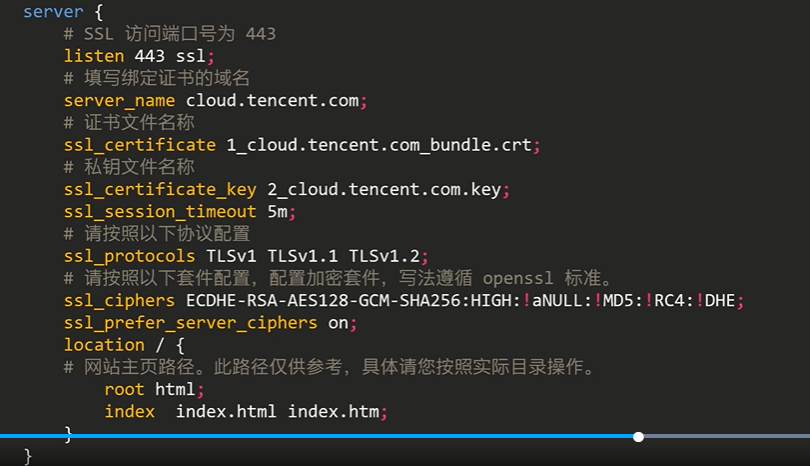 server {
# SSL 访问端口号为 443
listen 443 ssl;
# 填写绑定证书的域名
server_name cloud.tencent.com;
# 证书文件名称
ssl_certificate 1_cloud.tencent.com_bundle.crt;
# 私钥文件名称
ssl_certificate_key 2_cloud.tencent.com.key;
ssl_session_timeout 5m;
# 请按照以下协议配置
ssl_protocols TLSv1 TLSv1.1 TLSv1.2;
# 请按照以下套件配置，配置加密套件，写法遵循 openssl 标准。
ssl_ciphers ECDHE-RSA-AES128-GCM-SHA256:HIGH:!aNULL:!MD5:!RC4:!DHE;
ssl_prefer_server_ciphers on;
location / {
# 网站主页路径。此路径仅供参考，具体请您按照实际目录操作。
root html;
index  index.html index.htm;
}
}